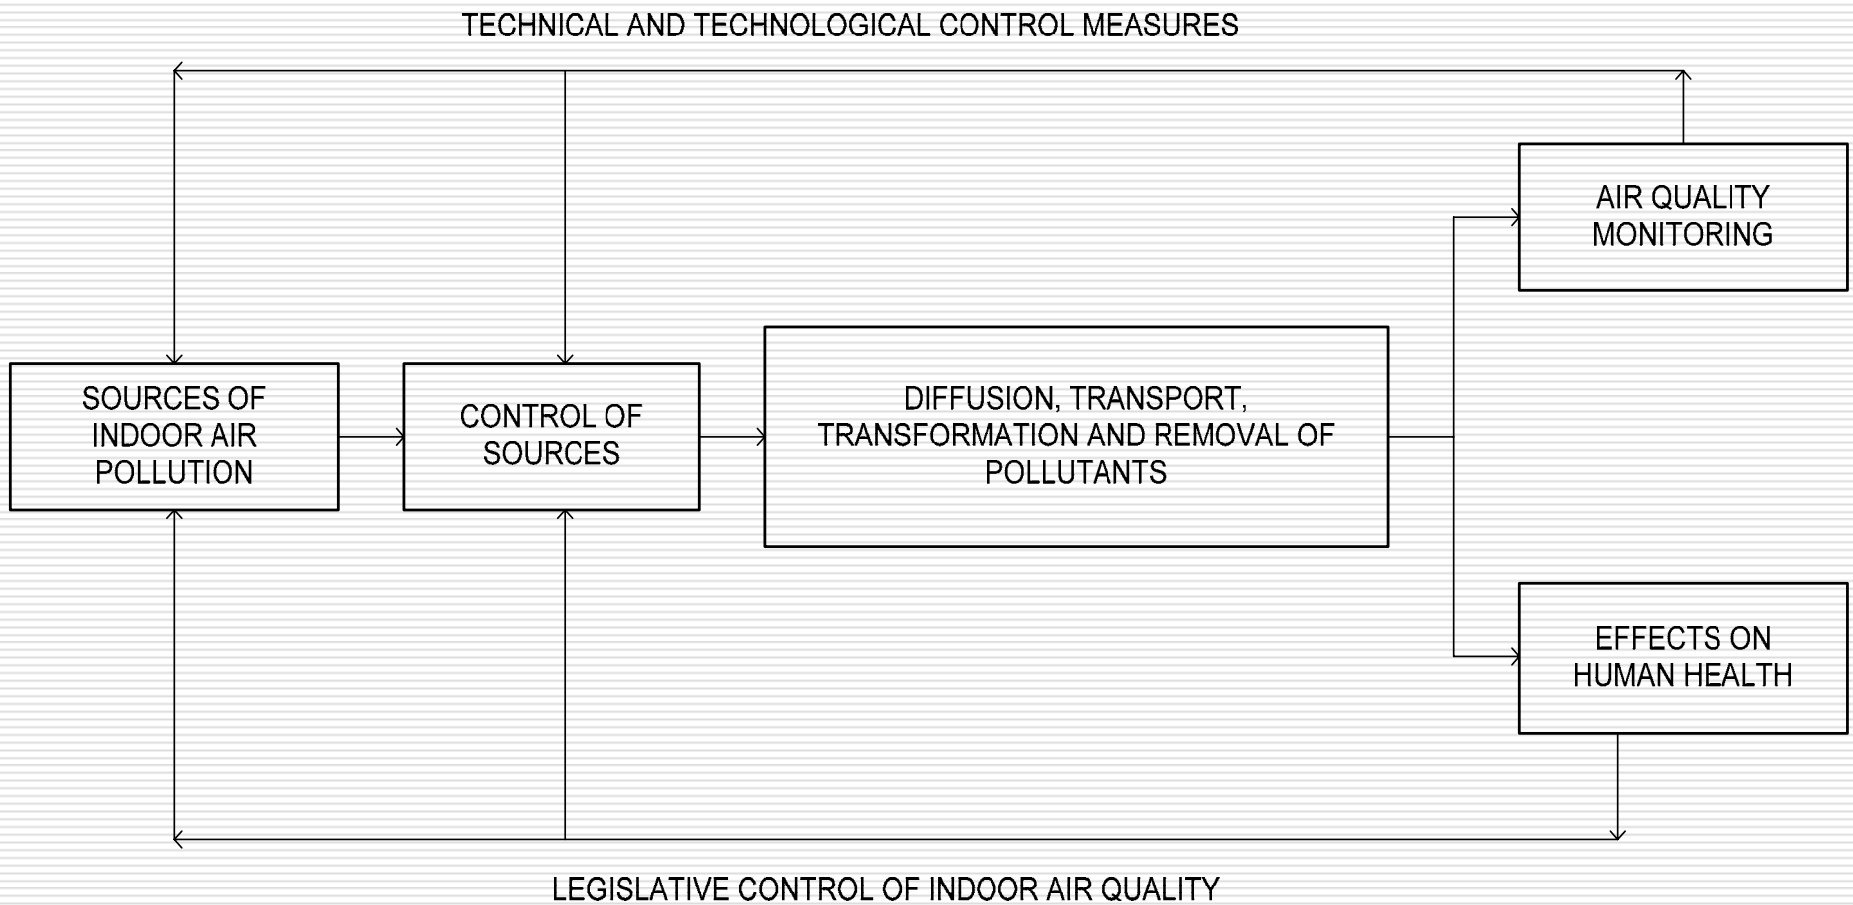 TECHNICAL AND TECHNOLOGICAL CONTROL MEASURES
AIR QUALITY
MONITORING
SOURCES OF
INDOOR AIR
POLLUTION
CONTROL OF
SOURCES
DIFFUSION, TRANSPORT,
TRANSFORMATION AND REMOVAL OF
POLLUTANTS
EFFECTS ON
HUMAN HEALTH
LEGISLATIVE CONTROL OF INDOOR AIR QUALITY